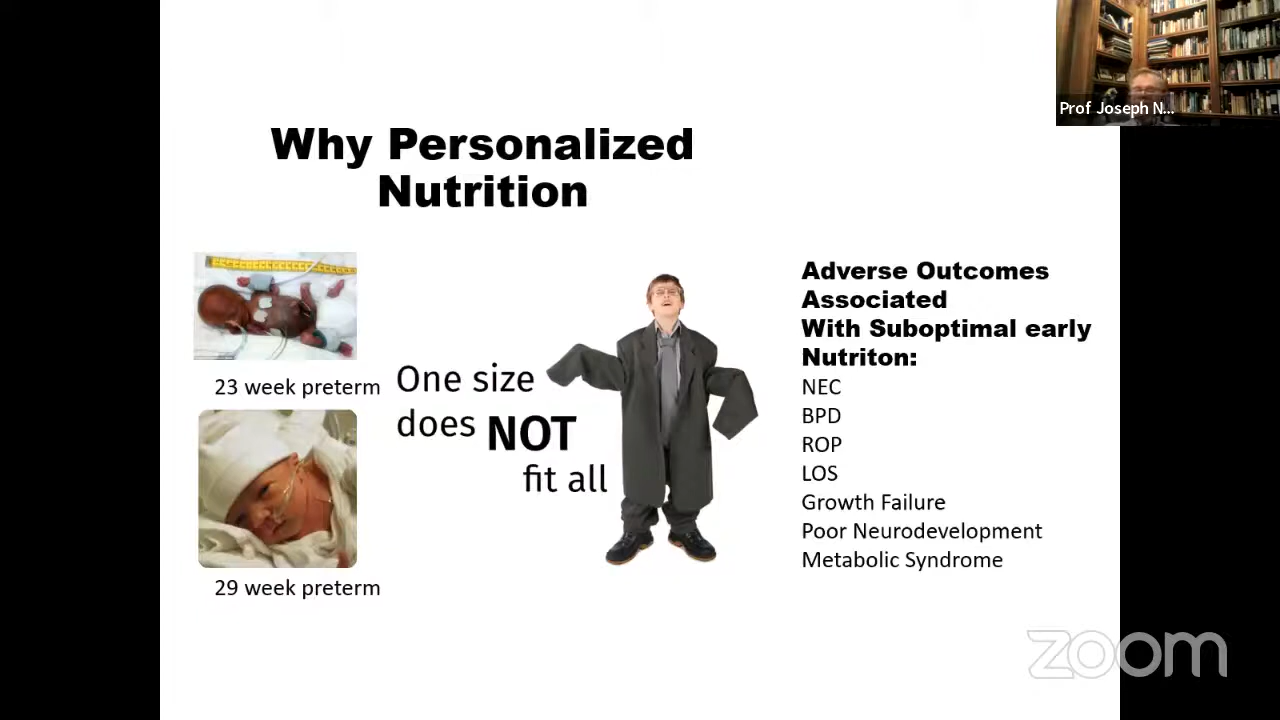 Prof Joseph N...
Why Personalized
Nutrition
23 week preterm
29 week preterm
One size
does NOT
fit all
Adverse Outcomes
Associated
With Suboptimal early
Nutriton:
NEC
BPD
ROP
LOS
Growth Failure
Poor Neurodevelopment
Metabolic Syndrome
zoom